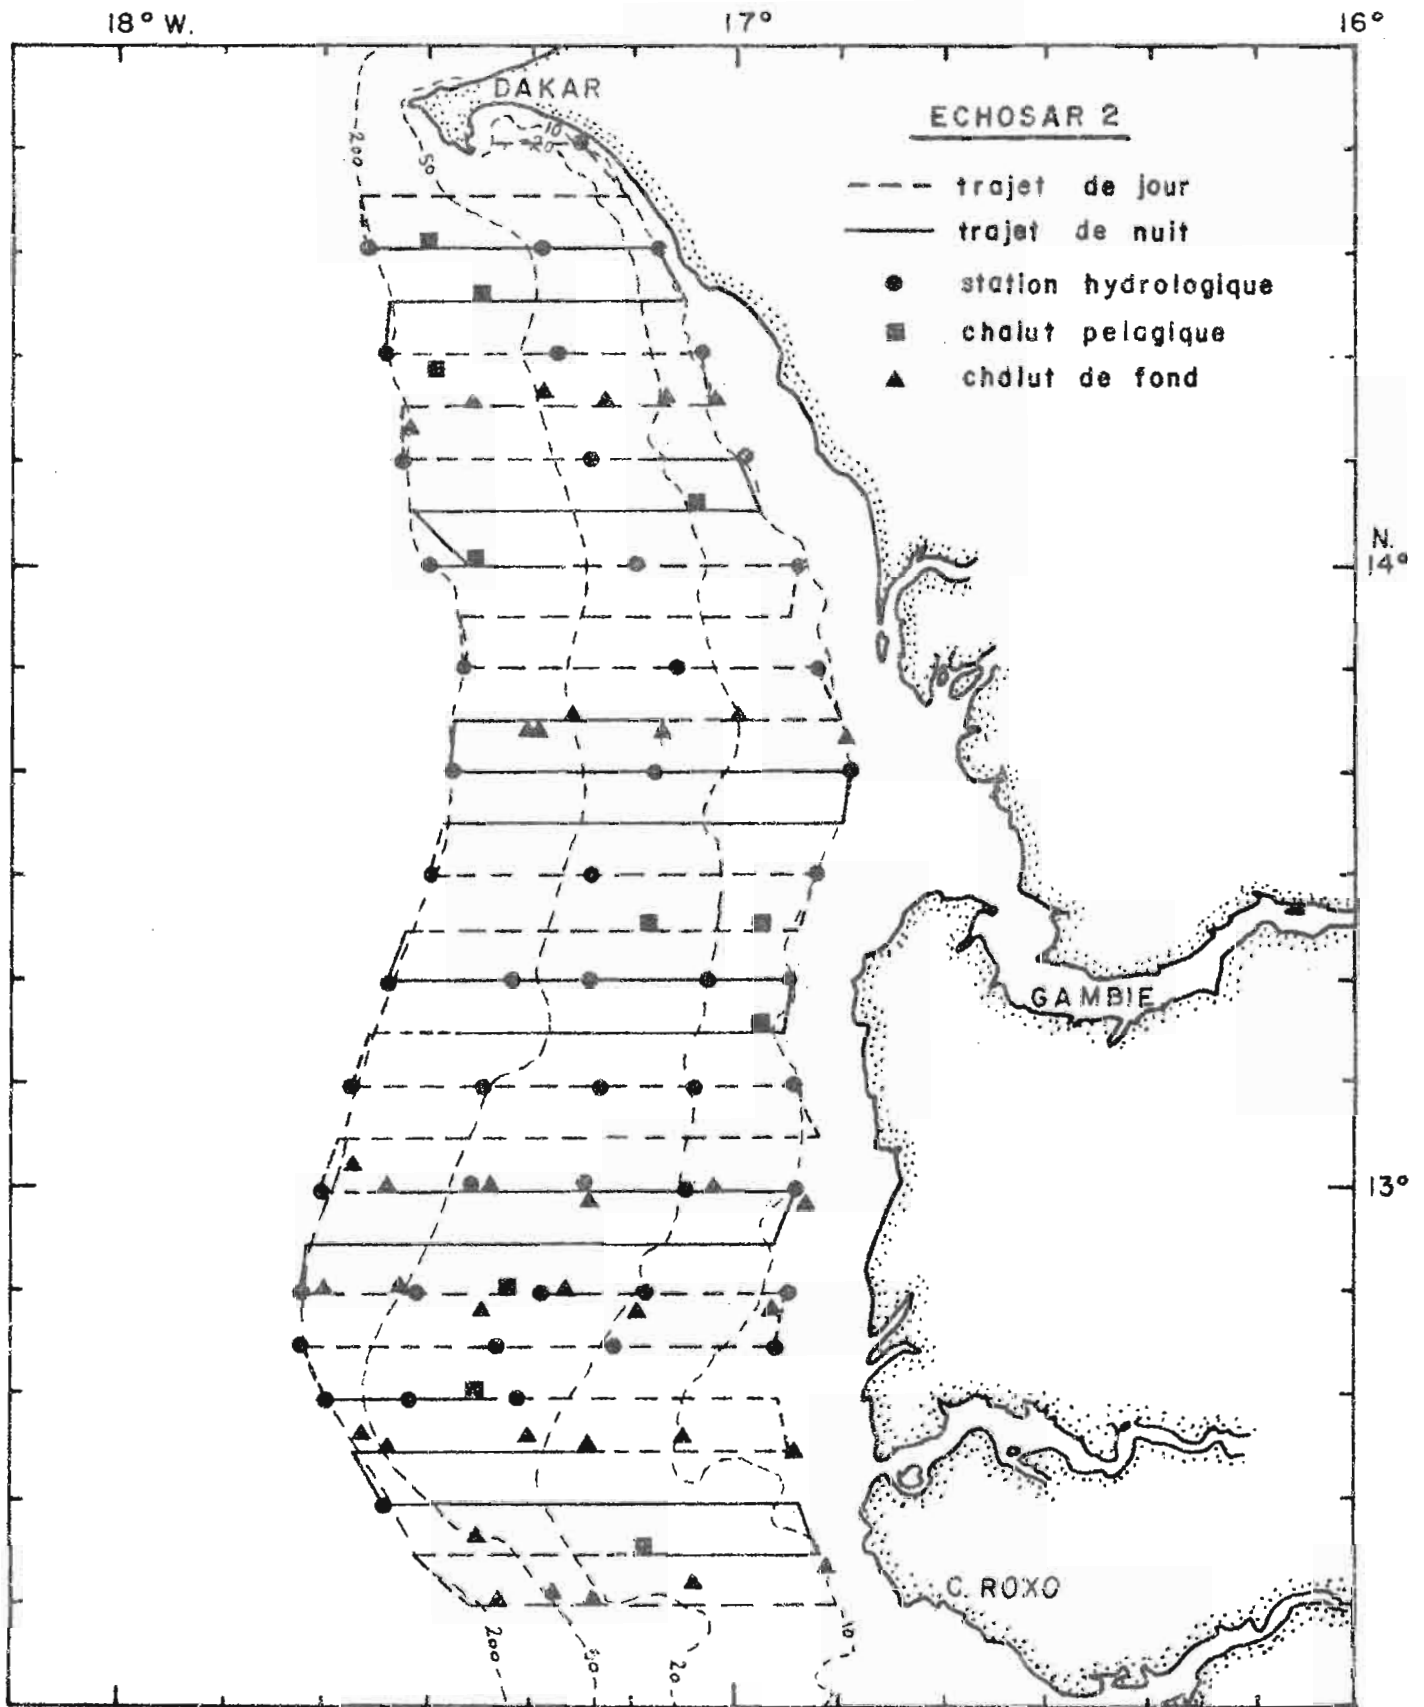 18° W. 17° 16°
DAKAR
ECHOSAR 2
10
20
200
50
trajet de jour
trajet de nuit
station hydrologique
chalut pelagique
chalut de fond
N.
14°
GAMBIE
13°
C. ROXO
200
50
20
10